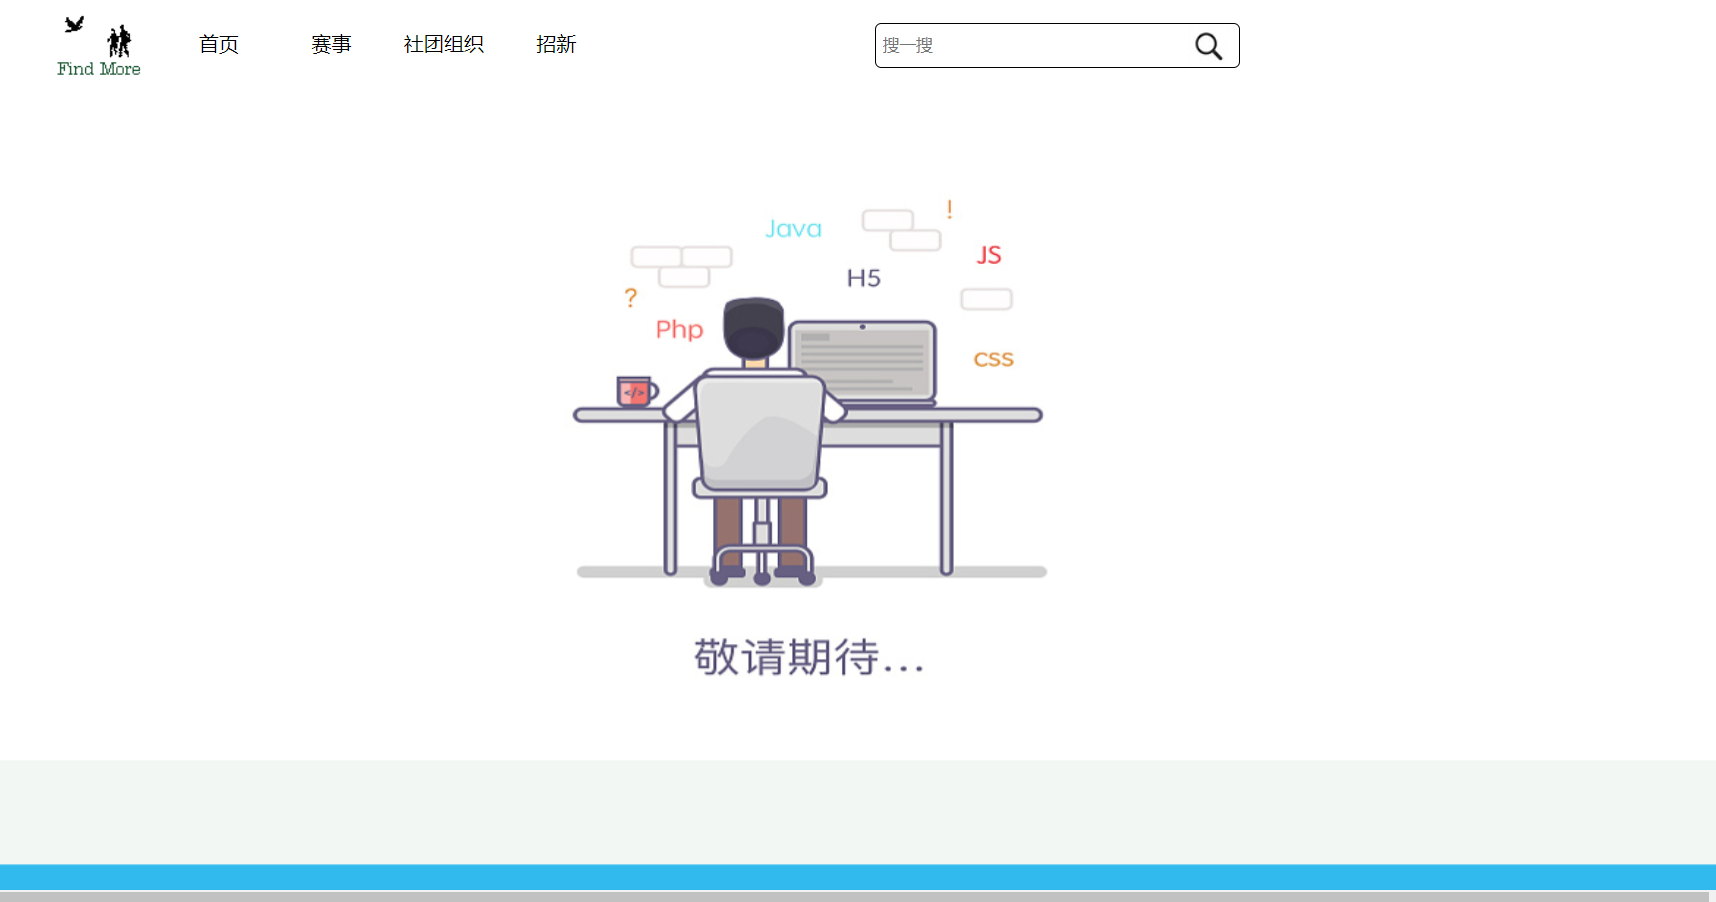 Find More
首页 赛事 社团组织 招新
搜一搜
!
Java
JS
H5
?
Php
css
</>
敬请期待...